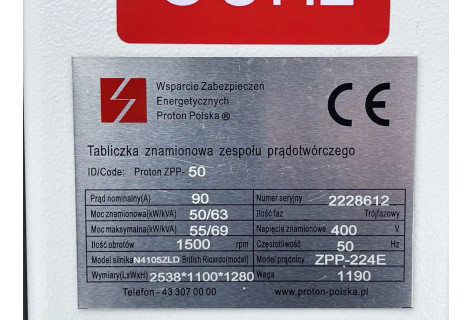 Wsparcie Zabezpieczeń
Energetycznych
Proton Polska ®
CE
Tabliczka znamionowa zespołu prądotwórczego
ID/Code: Proton ZPP- 50
Prąd nominalny(A) 90 Numer seryjny 2228612
Moc znamionowa(kW/kVA) 50/63 Ilość faz Trójfazowy
Moc maksymalna(kW/kVA) 55/69 Napięcie znamionowe 400 V
Ilość obrotów 1500 rpm Częstotliwość 50 Hz
Model silnika N4105ZLD British Ricardo(model) Model prądnicy ZPP-224E
Wymiary(LxWxH) 2538*1100*1280 Waga 1190
Telefon - 43 307 00 00 www.proton-polska.pl